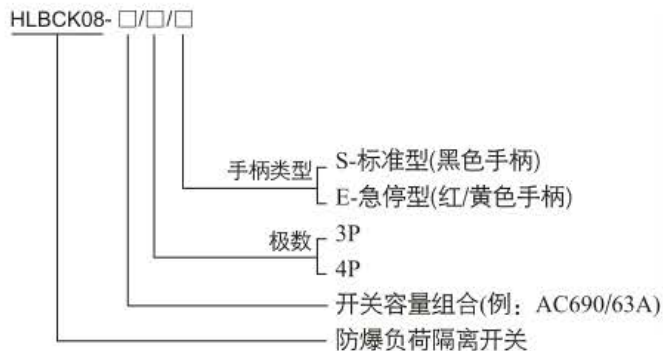 HLBCK08-□/□/□
手柄类型
S-标准型(黑色手柄)
E-急停型(红/黄色手柄)
极数
3P
4P
开关容量组合(例：AC690/63A)
防爆负荷隔离开关